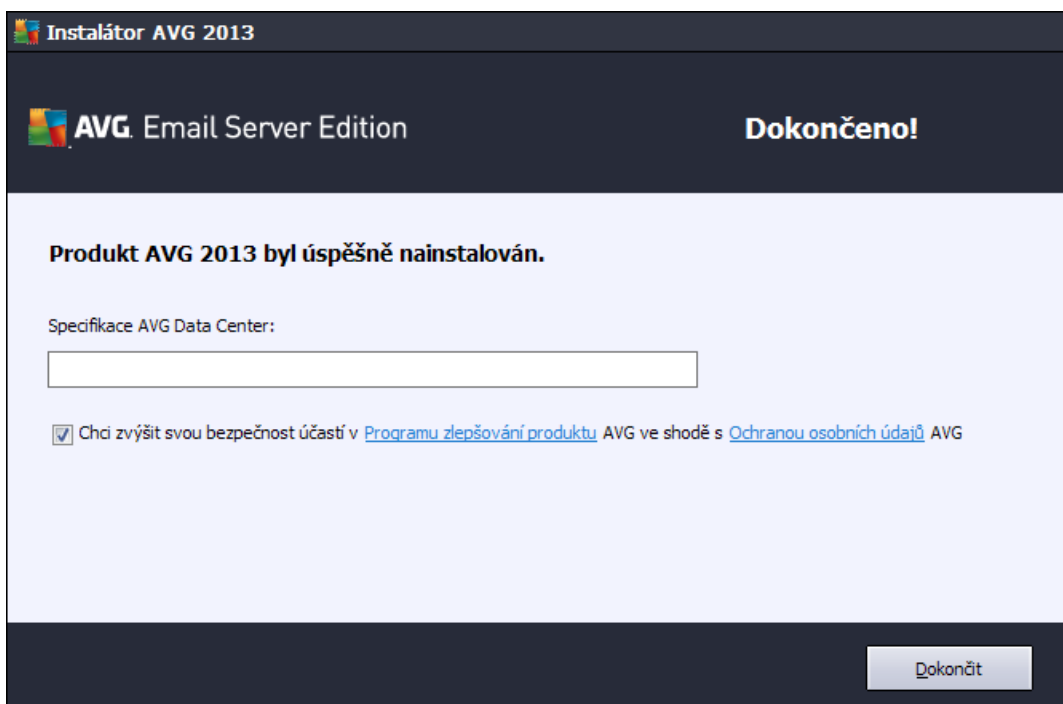 Instalátor AVG 2013
AVG. Email Server Edition
Dokončeno!
Produkt AVG 2013 byl úspěšně nainstalován.
Specifikace AVG Data Center:
Chci zvýšit svou bezpečnost účastí v Programu zlepšování produktu AVG ve shodě s Ochranou osobních údajů AVG
Dokončit